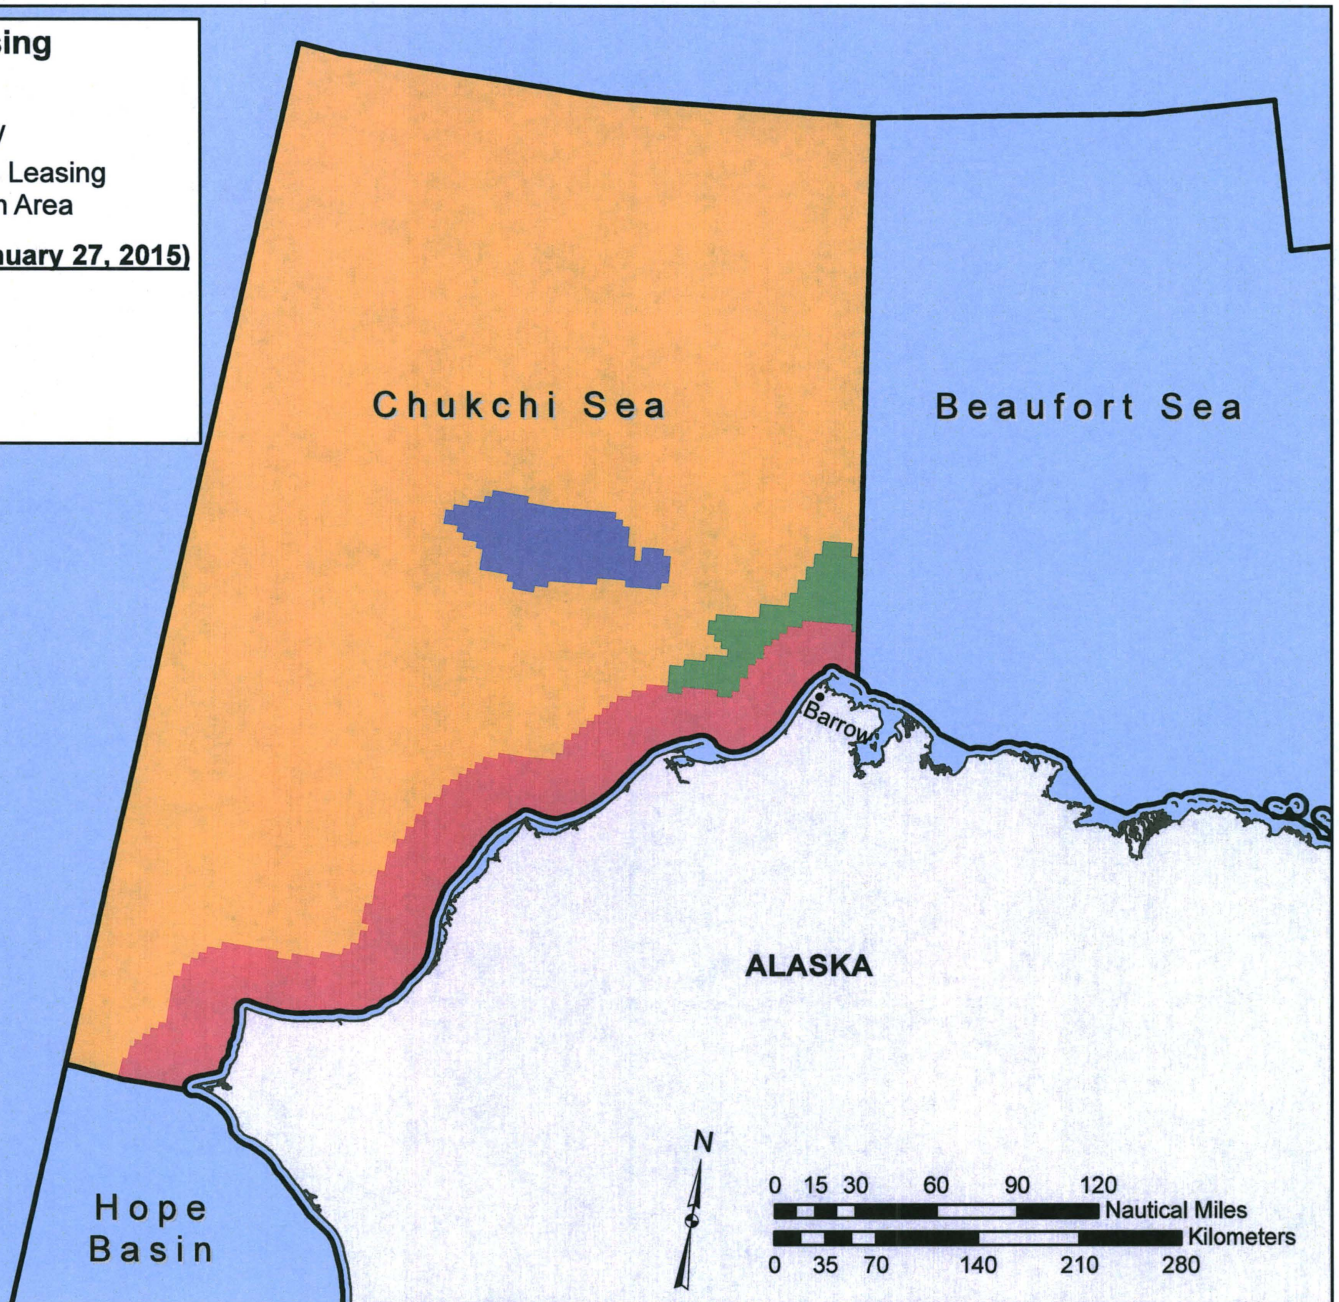 sing
y
Leasing
n Area
nuary 27, 2015)
Chukchi Sea
Beaufort Sea
Barrow
ALASKA
N
Hope
Basin
0 15 30 60 90 120
Nautical Miles
Kilometers
0 35 70 140 210 280